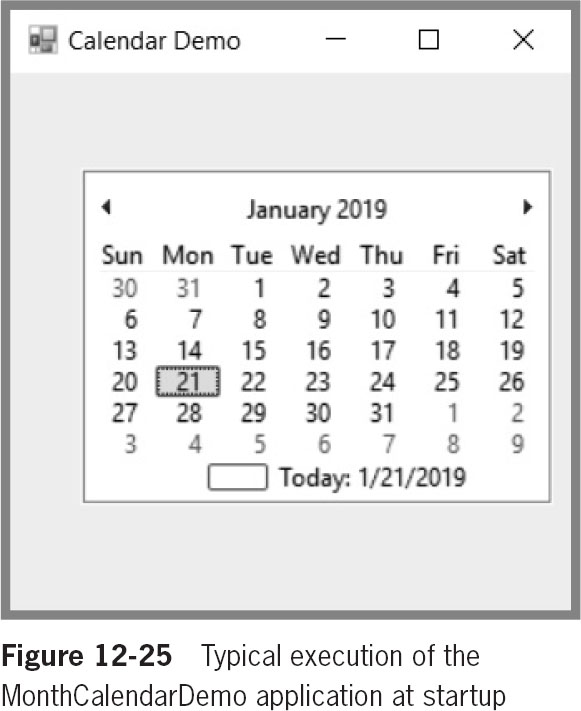 Calendar Demo
January 2019
Sun Mon Tue Wed Thu Fri Sat
30 31 1 2 3 4 5
6 7 8 9 10 11 12
13 14 15 16 17 18 19
20 21 22 23 24 25 26
27 28 29 30 31 1 2
3 4 5 6 7 8 9
Today: 1/21/2019
Figure 12-25 Typical execution of the
MonthCalendarDemo application at startup